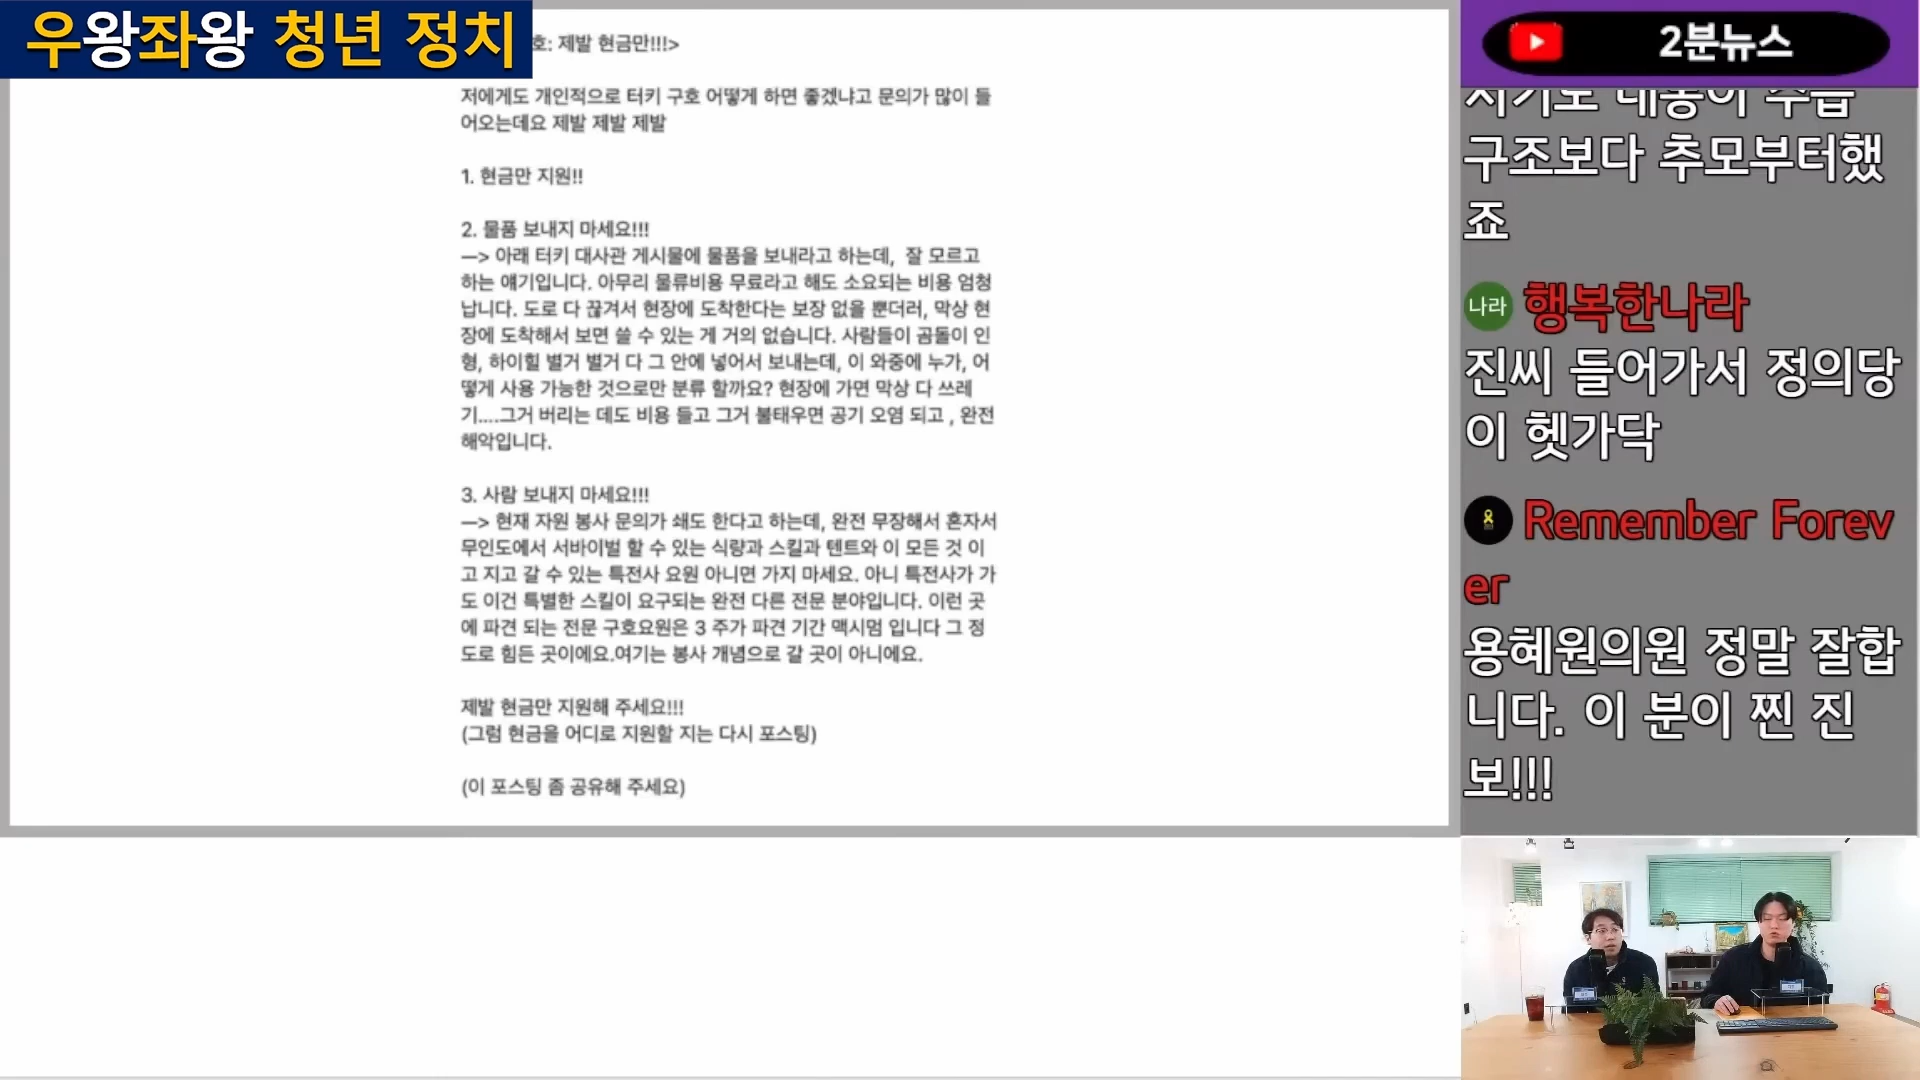 우왕좌왕 청년 정치
호: 제발 현금만!!!>
저에게도 개인적으로 터키 구호 어떻게 하면 좋겠냐고 문의가 많이 들
어오는데요 제발 제발 제발
1. 현금만 지원!!
2. 물품 보내지 마세요!!!
—> 아래 터키 대사관 게시물에 물품을 보내라고 하는데, 잘 모르고
하는 얘기입니다. 아무리 물류비용 무료라고 해도 소요되는 비용 엄청
납니다. 도로 다 끊겨서 현장에 도착한다는 보장 없을 뿐더러, 막상 현
장에 도착해서 보면 쓸 수 있는 게 거의 없습니다. 사람들이 곰돌이 인
형, 하이힐 별거 별거 다 그 안에 넣어서 보내는데, 이 와중에 누가, 어
떻게 사용 가능한 것으로만 분류 할까요? 현장에 가면 막상 다 쓰레
기....그거 버리는 데도 비용 들고 그거 불태우면 공기 오염 되고 , 완전
해악입니다.
3. 사람 보내지 마세요!!!
—> 현재 자원 봉사 문의가 쇄도 한다고 하는데, 완전 무장해서 혼자서
무인도에서 서바이벌 할 수 있는 식량과 스킬과 텐트와 이 모든 것 이
고 지고 갈 수 있는 특전사 요원 아니면 가지 마세요. 아니 특전사가 가
도 이건 특별한 스킬이 요구되는 완전 다른 전문 분야입니다. 이런 곳
에 파견 되는 전문 구호요원은 3 주가 파견 기간 맥시멈 입니다 그 정
도로 힘든 곳이에요.여기는 봉사 개념으로 갈 곳이 아니에요.
제발 현금만 지원해 주세요!!!
(그럼 현금을 어디로 지원할 지는 다시 포스팅)
(이 포스팅 좀 공유해 주세요)
2분뉴스
구조보다 추모부터했
죠
나라 행복한나라
진씨 들어가서 정의당
이 헷가닥
Remember Forev
er
용혜원의원 정말 잘합
니다. 이 분이 찐 진
보!!!